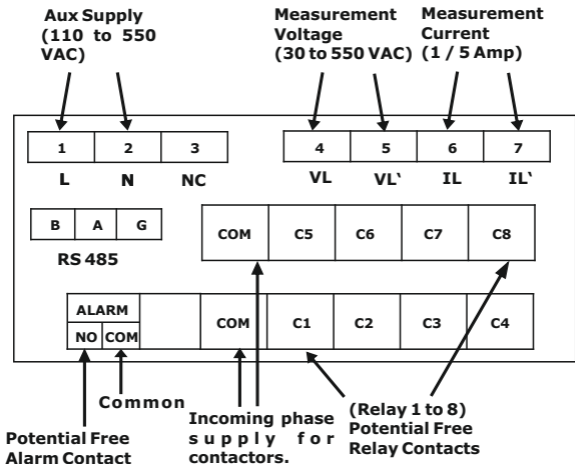 Aux Supply
(110 to 550
VAC)
Measurement
Voltage
(30 to 550 VAC)
Measurement
Current
(1 / 5 Amp)
1 2 3
L N NC
4 5 6 7
VL VL‘ IL IL‘
B A G
RS 485
COM C5 C6 C7 C8
ALARM
NO COM
COM C1 C2 C3 C4
Common
Potential Free
Alarm Contact
Incoming phase
supply for
contactors.
(Relay 1 to 8)
Potential Free
Relay Contacts